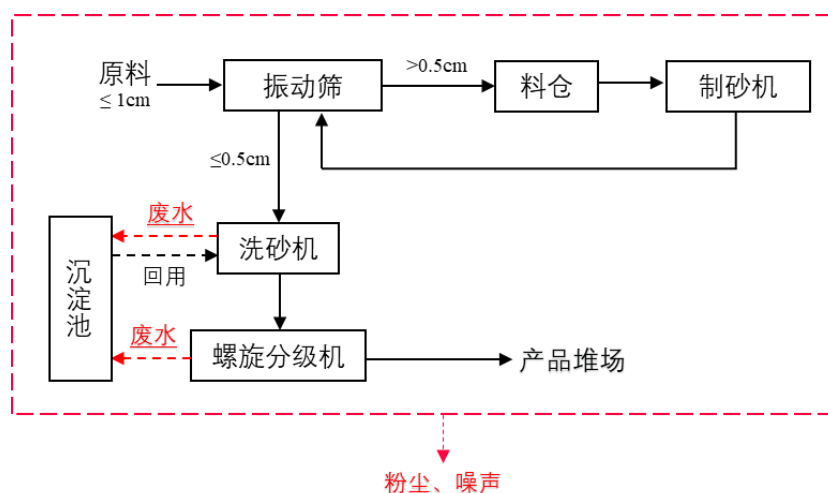 原料
≤ 1cm
振动筛
>0.5cm
料仓
制砂机
≤0.5cm
废水
洗砂机
回用
沉淀池
废水
螺旋分级机
产品堆场
粉尘、噪声